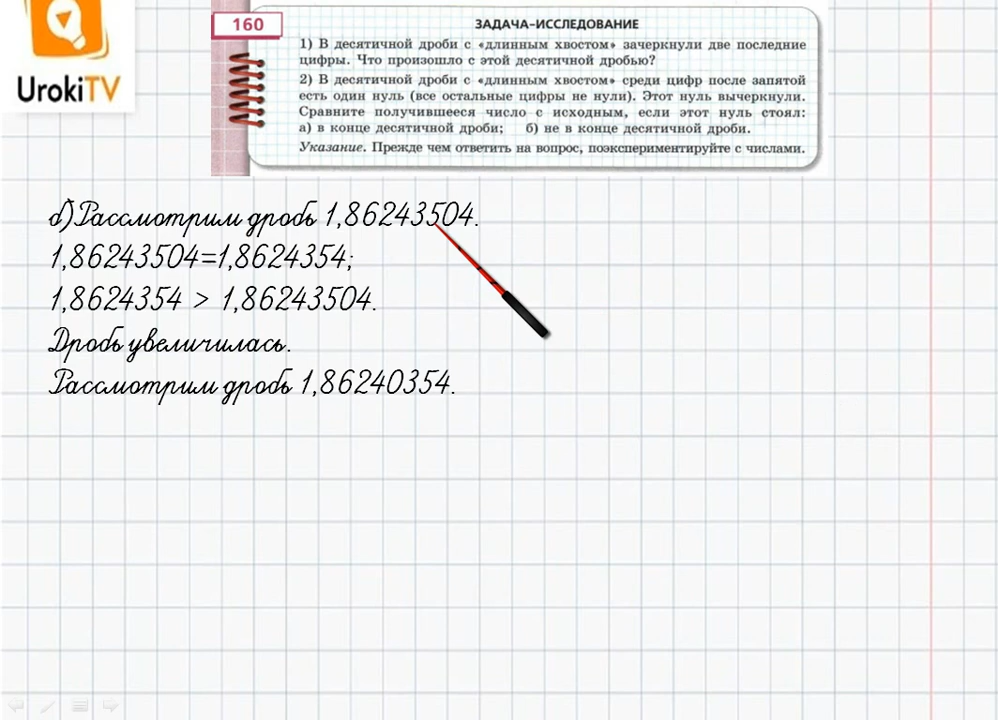 160
ЗАДАЧА–ИССЛЕДОВАНИЕ
1) В десятичной дроби с «длинным хвостом» зачеркнули две последние
цифры. Что произошло с этой десятичной дробью?
2) В десятичной дроби с «длинным хвостом» среди цифр после запятой
есть один нуль (все остальные цифры не нули). Этот нуль вычеркнули.
Сравните получившееся число с исходным, если этот нуль стоял:
а) в конце десятичной дроби; б) не в конце десятичной дроби.
Указание. Прежде чем ответить на вопрос, поэкспериментируйте с числами.
UrokiTV
б)Рассмотрим дробь 1,86243504.
1,86243504=1,8624354;
1,8624354 > 1,86243504.
Дробь увеличилась.
Рассмотрим дробь 1,86240354.